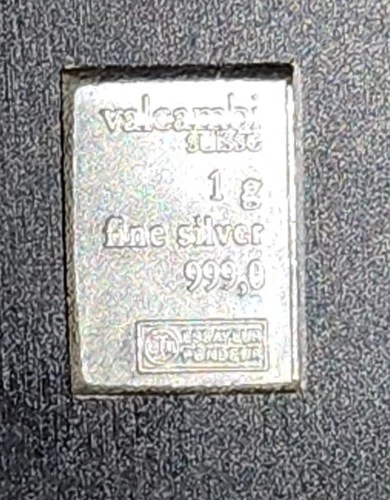 valcambi
suisse
1 g
fine silver
999,0
ESSAYEUR
FONDEUR